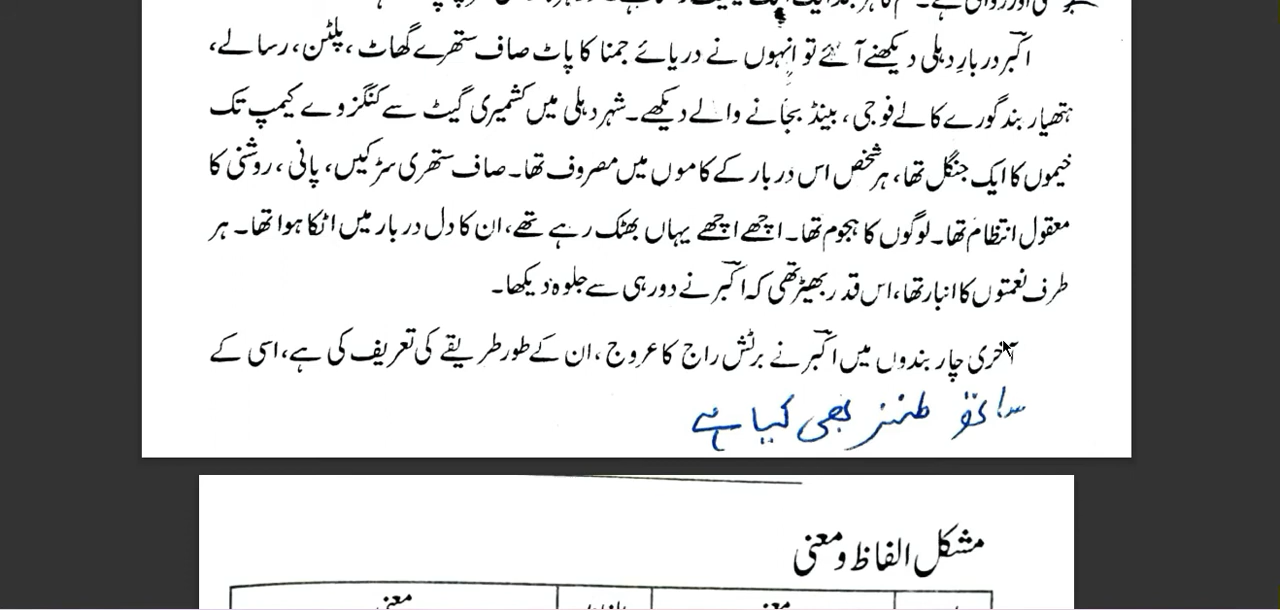 اکبر دربارِ دہلی دیکھنے آئے تو انہوں نے دریائے جمنا کا پاٹ صاف ستھرے گھاٹ، پلٹن، رسالے،
ہتھیار بند گورے کالے فوجی، بینڈ بجانے والے دیکھے۔ شہر دہلی میں کشمیری گیٹ سے کنگز وے کیمپ تک
خیموں کا ایک جنگل تھا، ہر شخص اس دربار کے کاموں میں مصروف تھا۔ صاف ستھری سڑکیں، پانی، روشنی کا
معقول انتظام تھا۔ لوگوں کا ہجوم تھا۔ اچھے اچھے یہاں بھٹک رہے تھے، ان کا دل دربار میں اٹکا ہوا تھا۔ ہر
طرف نعمتوں کا انبار تھا، اس قدر بھیڑ تھی کہ اکبر نے دور ہی سے جلوہ دیکھا۔
آخری چار بندوں میں اکبر نے برٹش راج کا عروج، ان کے طور طریقے کی تعریف کی ہے، اسی کے
ساتھ طنز بھی کیا ہے
مشکل الفاظ و معنی
معنی
معنی